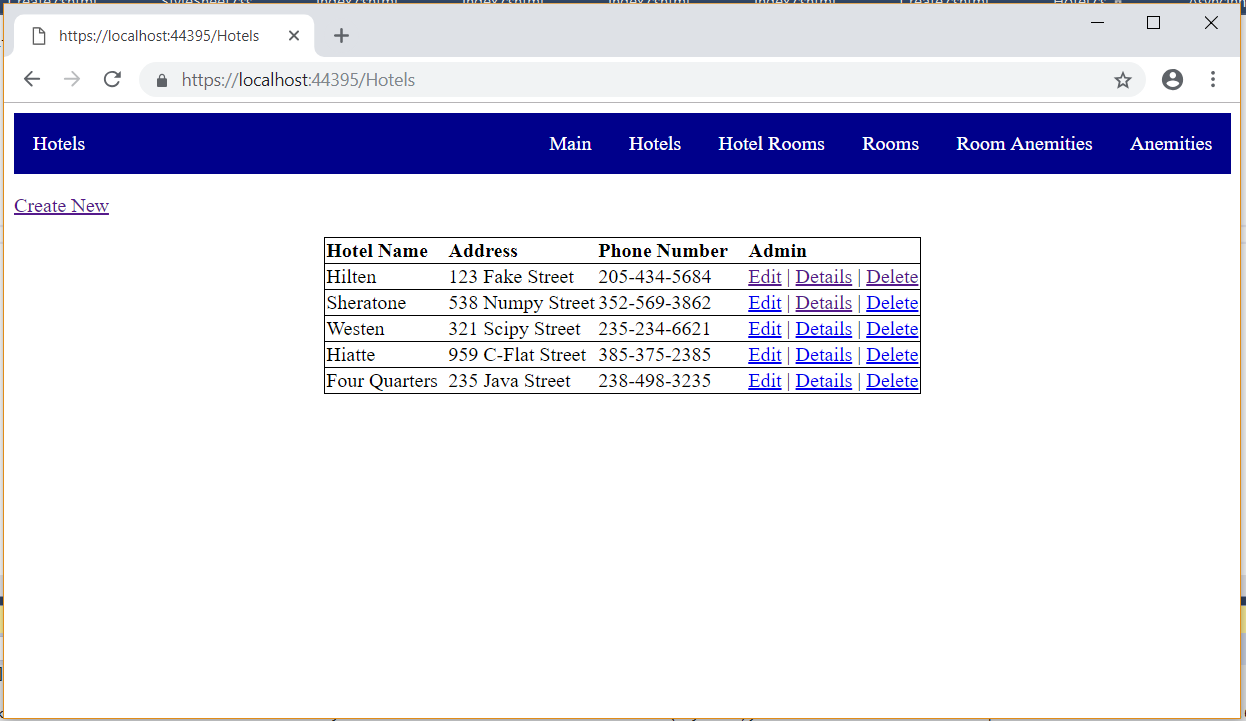 https://localhost:44395/Hotels
https://localhost:44395/Hotels
Hotels Main Hotels Hotel Rooms Rooms Room Anemities Anemities
Create New
Hotel Name Address Phone Number Admin
Hilten 123 Fake Street 205-434-5684 Edit | Details | Delete
Sheratone 538 Numpy Street 352-569-3862 Edit | Details | Delete
Westen 321 Scipy Street 235-234-6621 Edit | Details | Delete
Hiatte 959 C-Flat Street 385-375-2385 Edit | Details | Delete
Four Quarters 235 Java Street 238-498-3235 Edit | Details | Delete